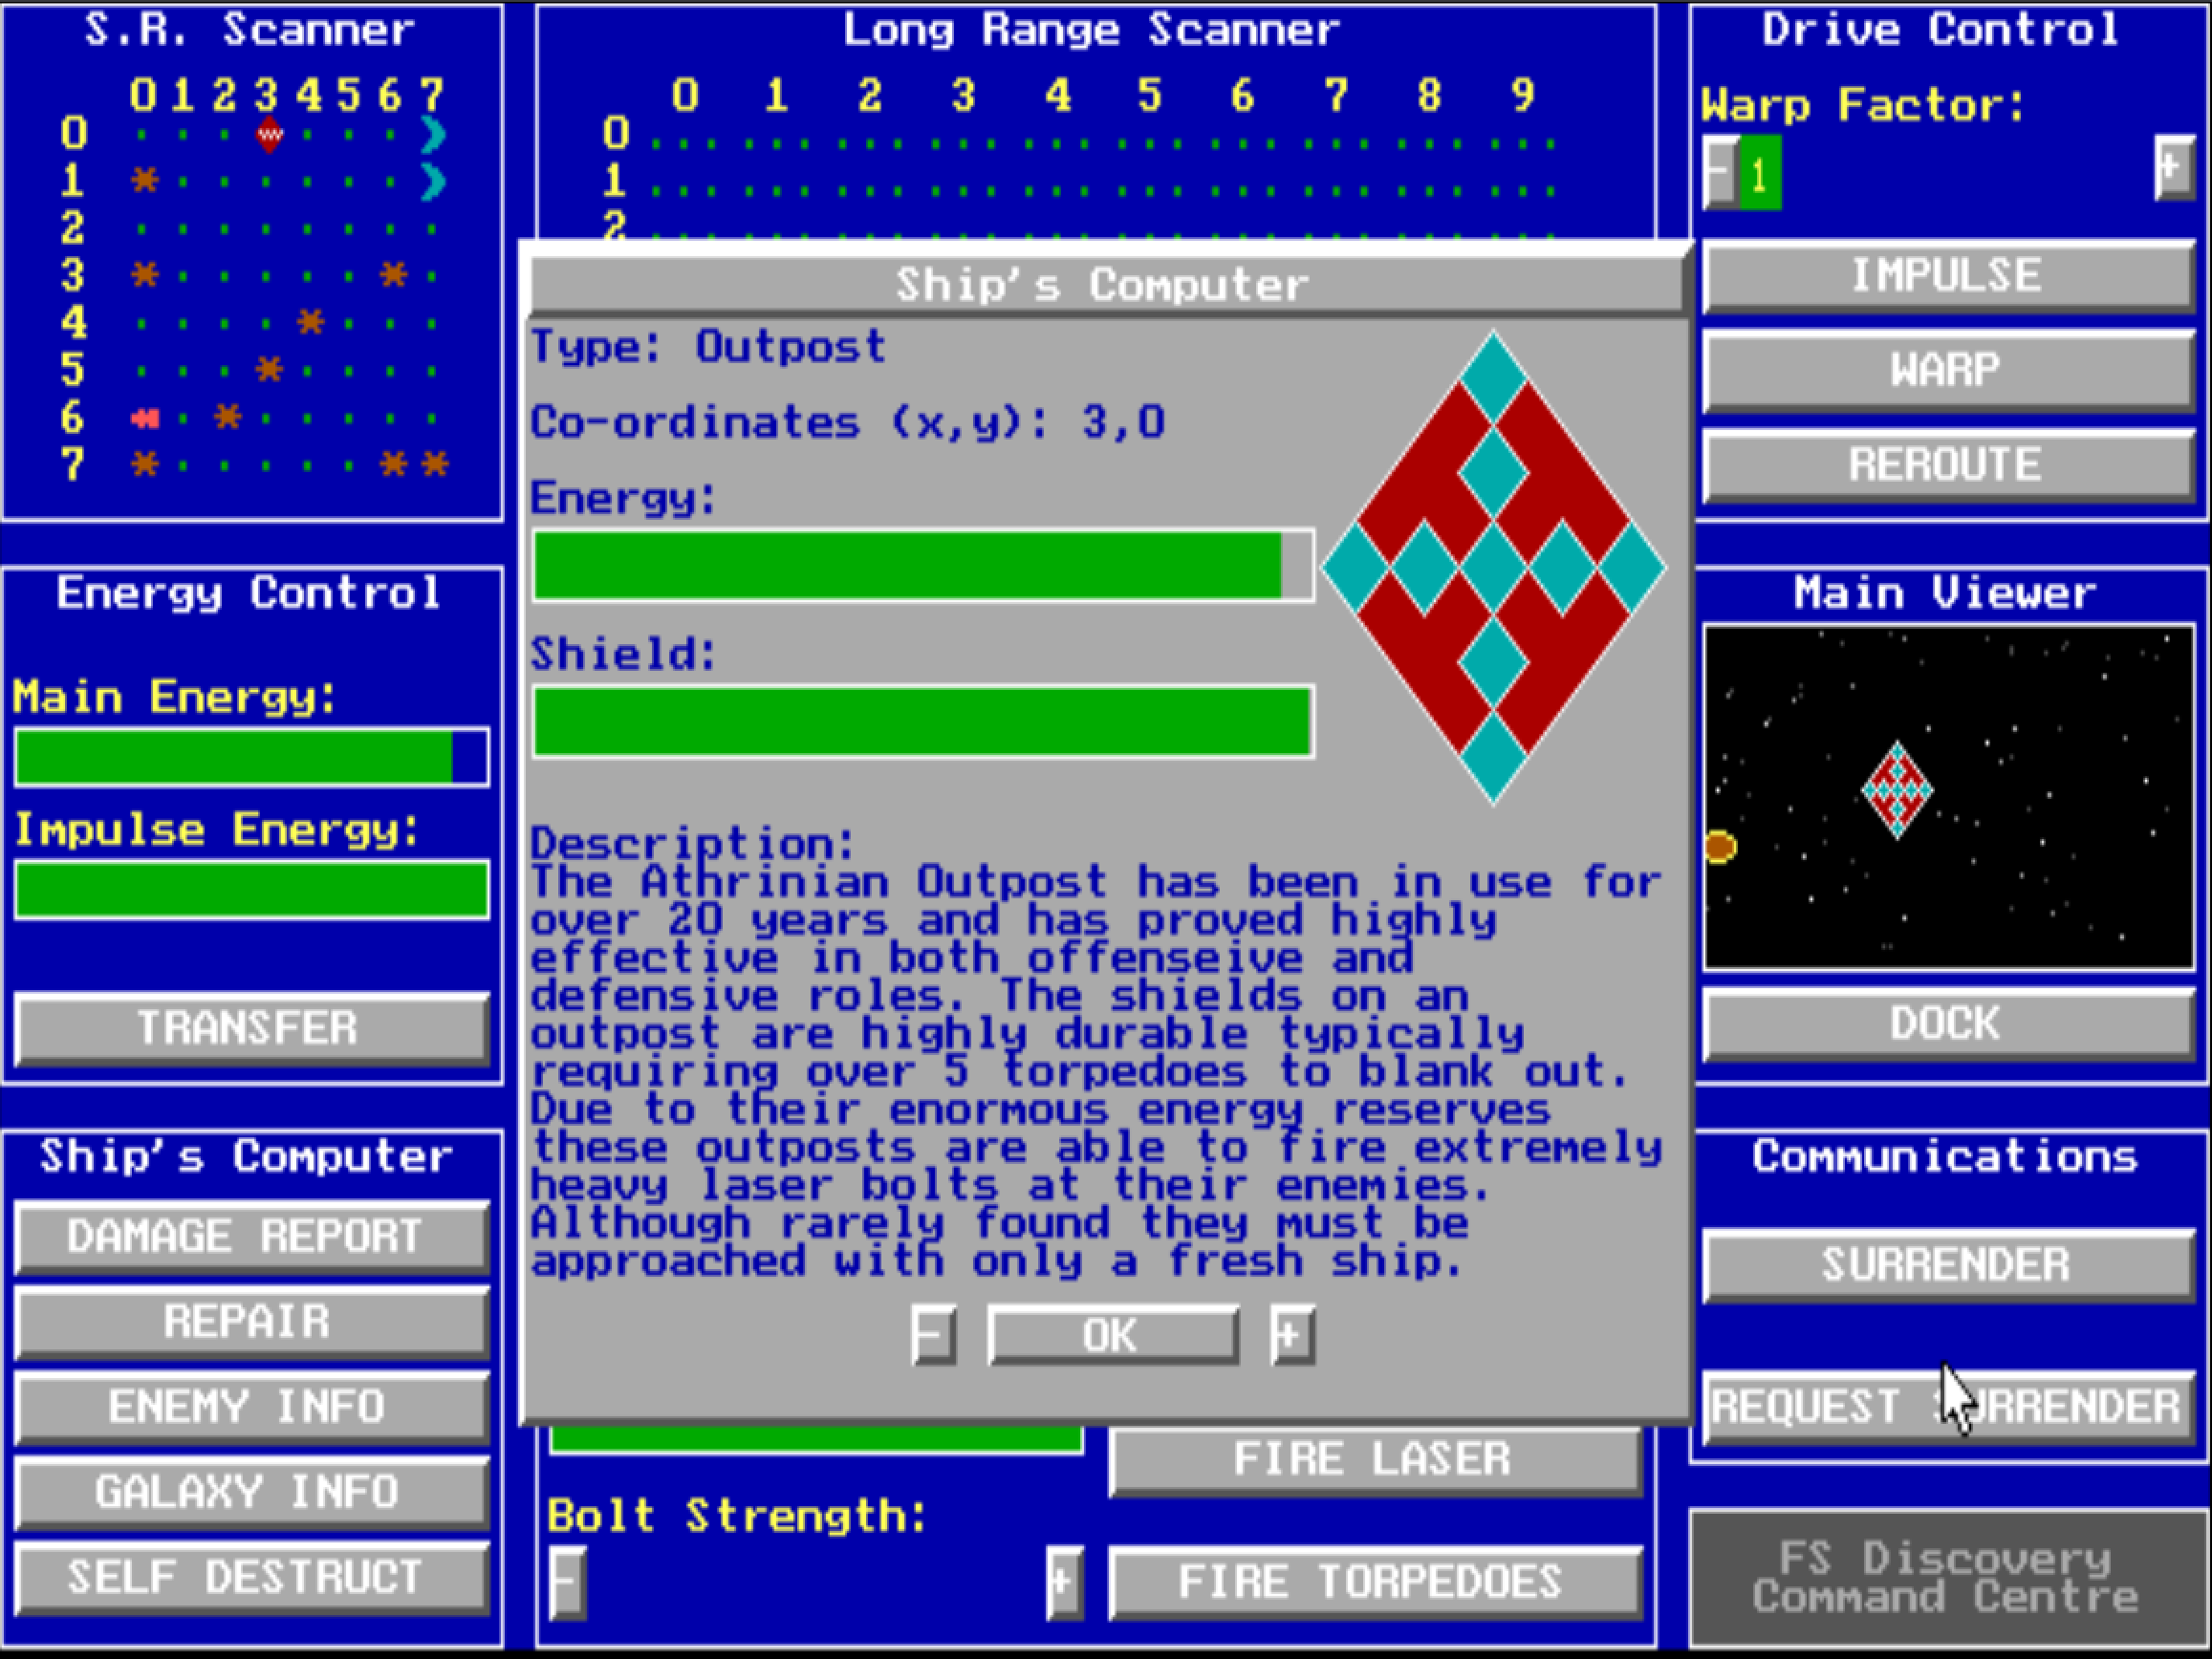 S.R. Scanner
0 1 2 3 4 5 6 7
0
1
2
3
4
5
6
7
Long Range Scanner
0 1 2 3 4 5 6 7 8 9
0
1
2
Drive Control
Warp Factor:
- 1 +
IMPULSE
WARP
REROUTE
Ship's Computer
Type: Outpost
Co-ordinates (x,y): 3,0
Energy:
Shield:
Description:
The Athrinian Outpost has been in use for
over 20 years and has proved highly
effective in both offenseive and
defensive roles. The shields on an
outpost are highly durable typically
requiring over 5 torpedoes to blank out.
Due to their enormous energy reserves
these outposts are able to fire extremely
heavy laser bolts at their enemies.
Although rarely found they must be
approached with only a fresh ship.
- OK +
Energy Control
Main Energy:
Impulse Energy:
TRANSFER
Main Viewer
DOCK
Ship's Computer
DAMAGE REPORT
REPAIR
ENEMY INFO
GALAXY INFO
SELF DESTRUCT
Communications
SURRENDER
REQUEST SURRENDER
FIRE LASER
Bolt Strength:
- +
FIRE TORPEDOES
FS Discovery
Command Centre